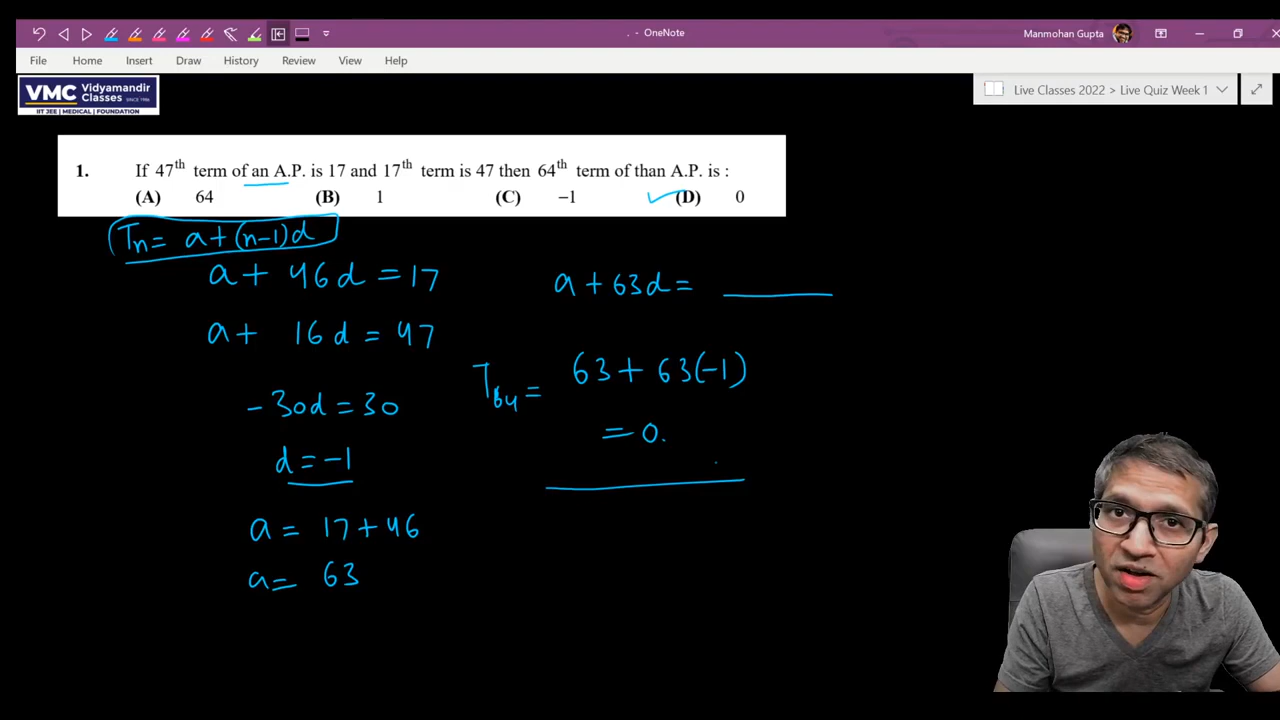 . - OneNote
Manmohan Gupta
File Home Insert Draw History Review View Help
VMC Vidyamandir Classes SINCE 1986
IIT JEE | MEDICAL | FOUNDATION
Live Classes 2022 > Live Quiz Week 1
1. If 47th term of an A.P. is 17 and 17th term is 47 then 64th term of than A.P. is :
(A) 64 (B) 1 (C) −1 (D) 0
Tn = a+(n-1)d
a + 46d = 17
a + 16d = 47
-30d = 30
d = -1
a = 17 + 46
a = 63
a + 63d =
T64 = 63 + 63(-1)
= 0.